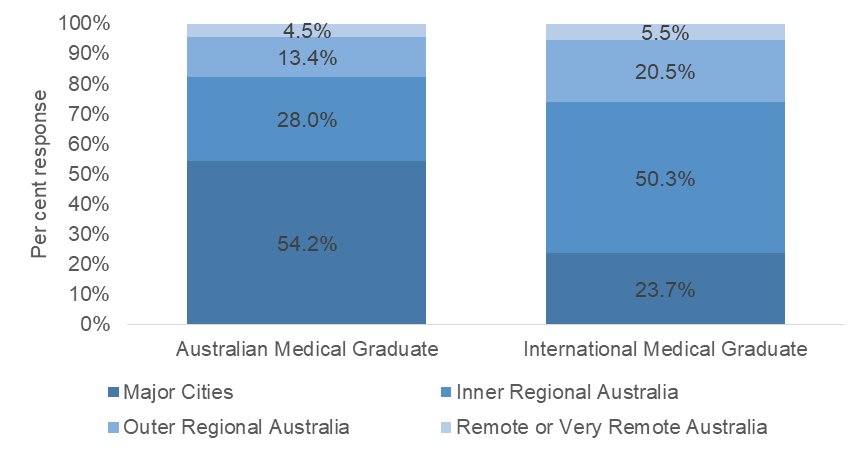 Per cent response
100%
90%
80%
70%
60%
50%
40%
30%
20%
10%
0%
4.5%
13.4%
28.0%
54.2%
5.5%
20.5%
50.3%
23.7%
Australian Medical Graduate
International Medical Graduate
Major Cities
Inner Regional Australia
Outer Regional Australia
Remote or Very Remote Australia